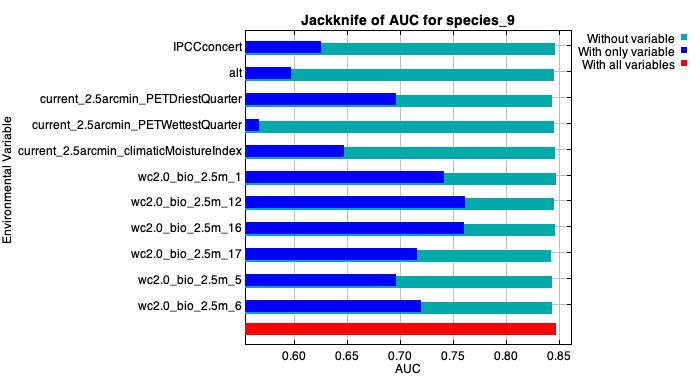 Jackknife of AUC for species_9
Without variable
With only variable
With all variables
Environmental Variable
IPCCconcert
alt
current_2.5arcmin_PETDriestQuarter
current_2.5arcmin_PETWettestQuarter
current_2.5arcmin_climaticMoistureIndex
wc2.0_bio_2.5m_1
wc2.0_bio_2.5m_12
wc2.0_bio_2.5m_16
wc2.0_bio_2.5m_17
wc2.0_bio_2.5m_5
wc2.0_bio_2.5m_6
0.60 0.65 0.70 0.75 0.80 0.85
AUC